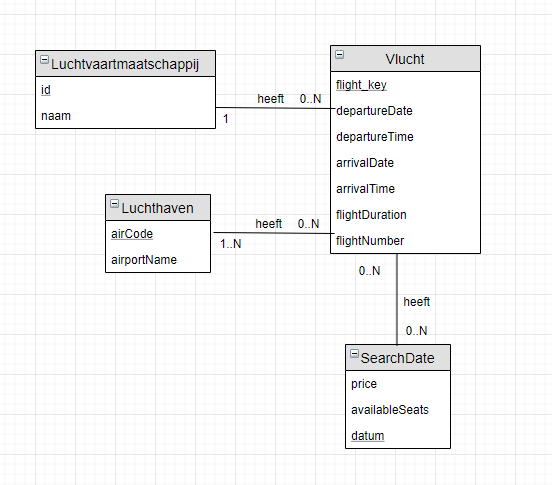 Luchtvaartmaatschappij
id
naam
heeft
0..N
1
Vlucht
flight_key
departureDate
departureTime
arrivalDate
arrivalTime
flightDuration
flightNumber
Luchthaven
airCode
airportName
heeft
0..N
1..N
0..N
heeft
0..N
SearchDate
price
availableSeats
datum